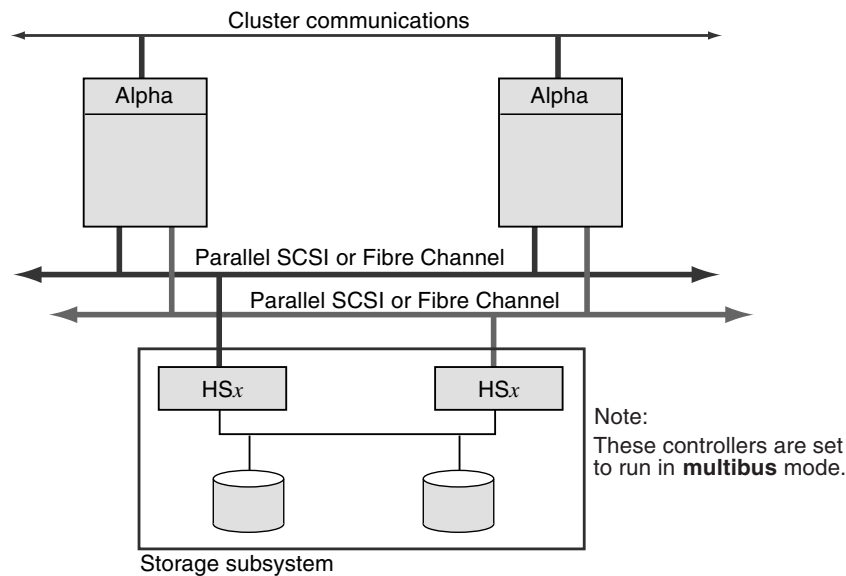 Cluster communications
Alpha
Alpha
Parallel SCSI or Fibre Channel
Parallel SCSI or Fibre Channel
HSx
HSx
Note:
These controllers are set
to run in multibus mode.
Storage subsystem